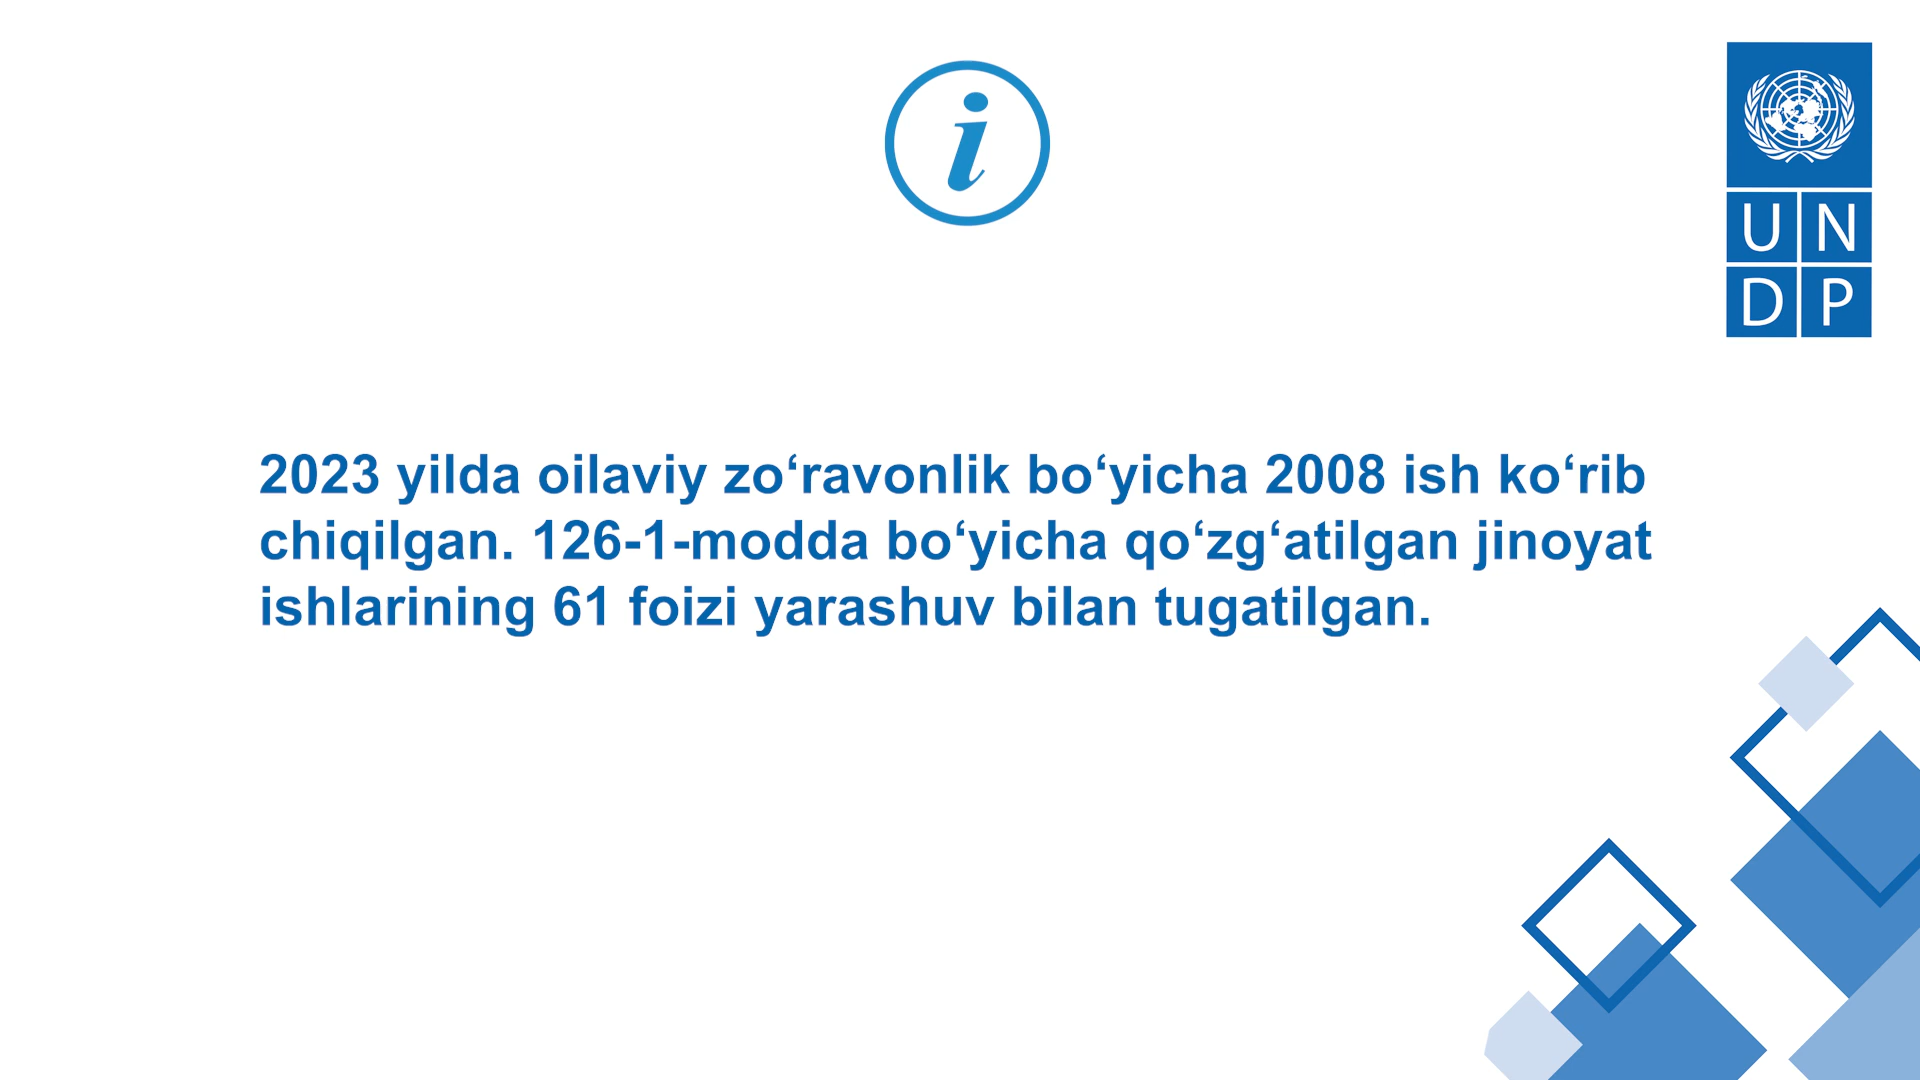 i
U N
D P
2023 yilda oilaviy zo‘ravonlik bo‘yicha 2008 ish ko‘rib
chiqilgan. 126-1-modda bo‘yicha qo‘zg‘atilgan jinoyat
ishlarining 61 foizi yarashuv bilan tugatilgan.